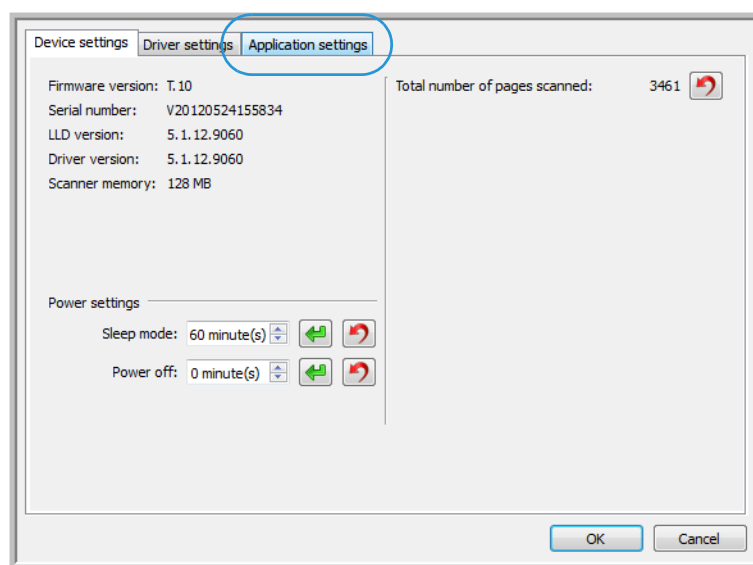 Device settings Driver settings Application settings
Firmware version: T.10
Serial number: V20120524155834
LLD version: 5.1.12.9060
Driver version: 5.1.12.9060
Scanner memory: 128 MB
Total number of pages scanned: 3461
Power settings
Sleep mode: 60 minute(s)
Power off: 0 minute(s)
OK Cancel